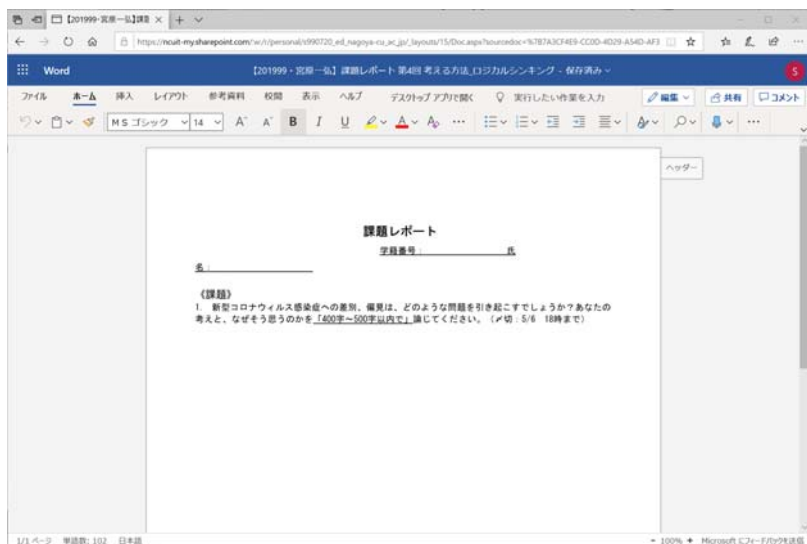 【201999・宮原一弘】課題
https://ncuit-my.sharepoint.com/:w:/r/personal/c990720_ed_nagoya-cu_ac_jp/_layouts/15/Doc.aspx?sourcedoc=%7B7A3CF4E9-CC0D-4D29-A54D-AF3
Word 【201999・宮原一弘】課題レポート 第4回 考える方法_ロジカルシンキング - 保存済み S
ファイル ホーム 挿入 レイアウト 参考資料 校閲 表示 ヘルプ デスクトップ アプリで開く 実行したい作業を入力 編集 共有 コメント
MS ゴシック 14 A A B I U A A
ヘッダー
課題レポート
学籍番号: 氏
名:
《課題》
1. 新型コロナウィルス感染症への差別、偏見は、どのような問題を引き起こすでしょうか？あなたの
考えと、なぜそう思うのかを「400字～500字以内で」論じてください。（〆切：5/6 18時まで）
1/1 ページ 単語数: 102 日本語 - 100% + Microsoft にフィードバックを送信